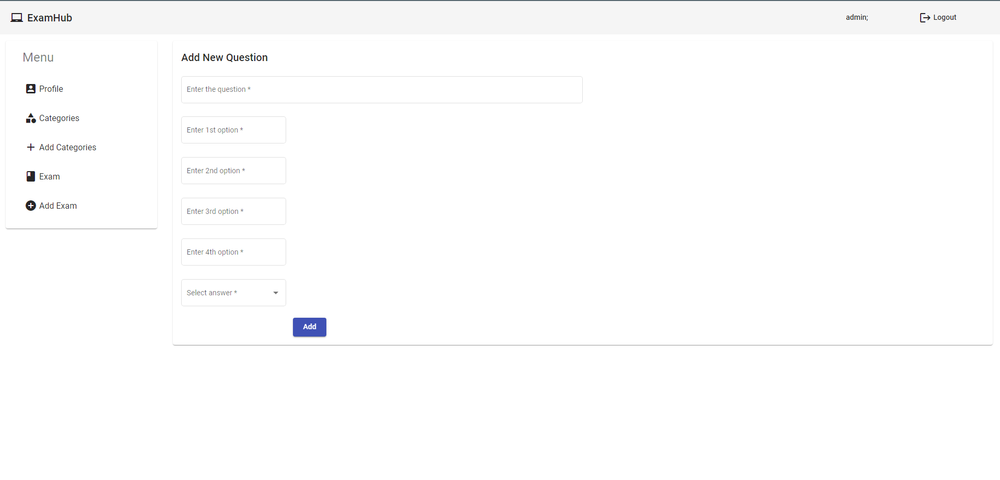 ExamHub
admin;
Logout
Menu
Profile
Categories
Add Categories
Exam
Add Exam
Add New Question
Enter the question *
Enter 1st option *
Enter 2nd option *
Enter 3rd option *
Enter 4th option *
Select answer *
Add